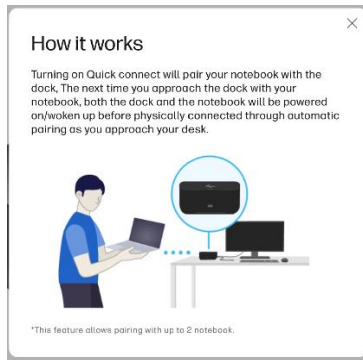 How it works
Turning on Quick connect will pair your notebook with the
dock, The next time you approach the dock with your
notebook, both the dock and the notebook will be powered
on/woken up before physically connected through automatic
pairing as you approach your desk.
*This feature allows pairing with up to 2 notebook.